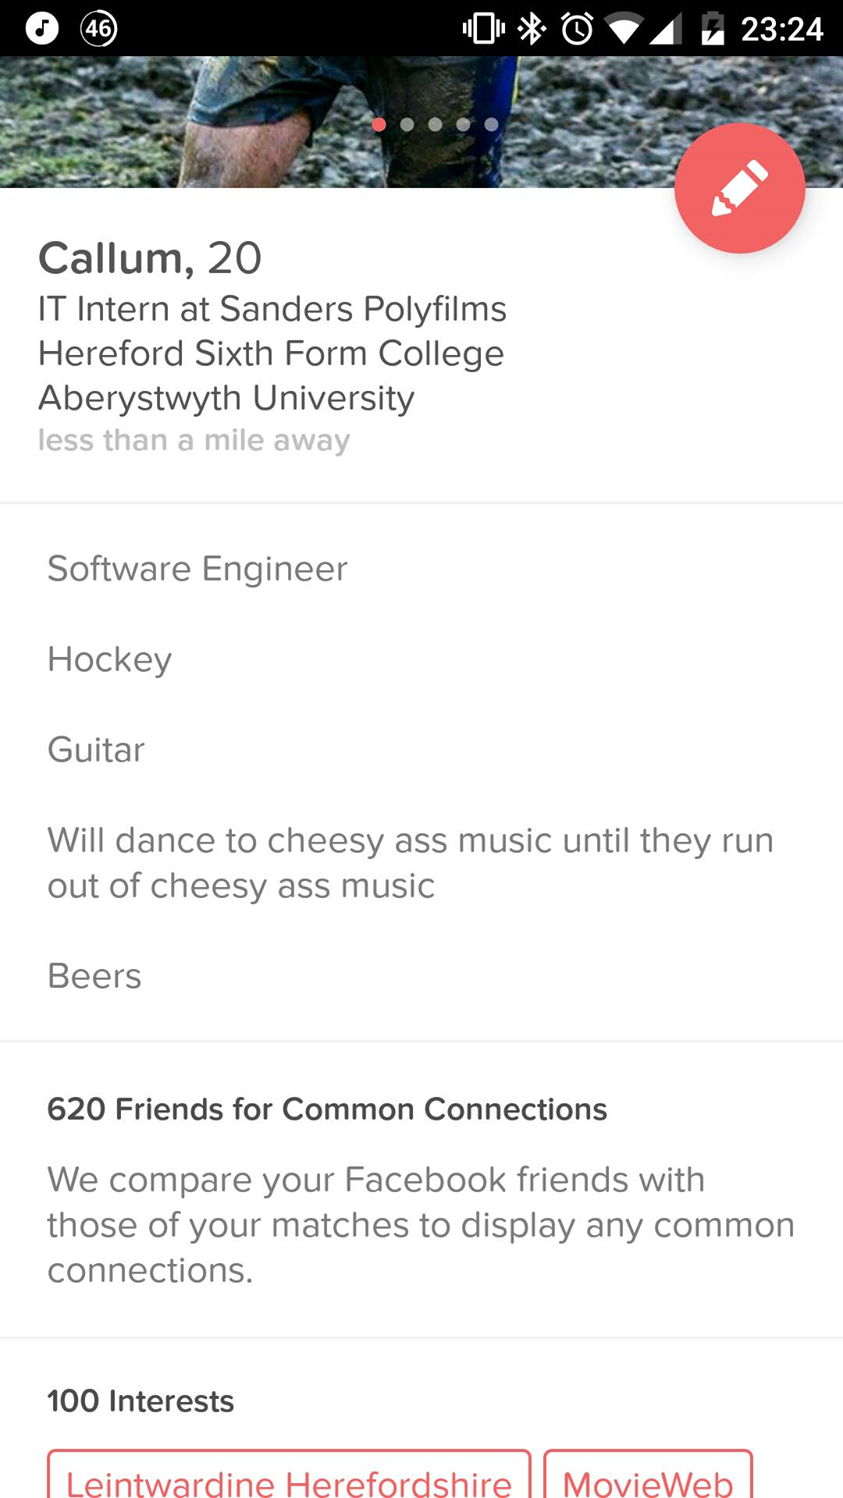 46
23:24
Callum, 20
IT Intern at Sanders Polyfilms
Hereford Sixth Form College
Aberystwyth University
less than a mile away
Software Engineer
Hockey
Guitar
Will dance to cheesy ass music until they run
out of cheesy ass music
Beers
620 Friends for Common Connections
We compare your Facebook friends with
those of your matches to display any common
connections.
100 Interests
Leintwardine Herefordshire
MovieWeb